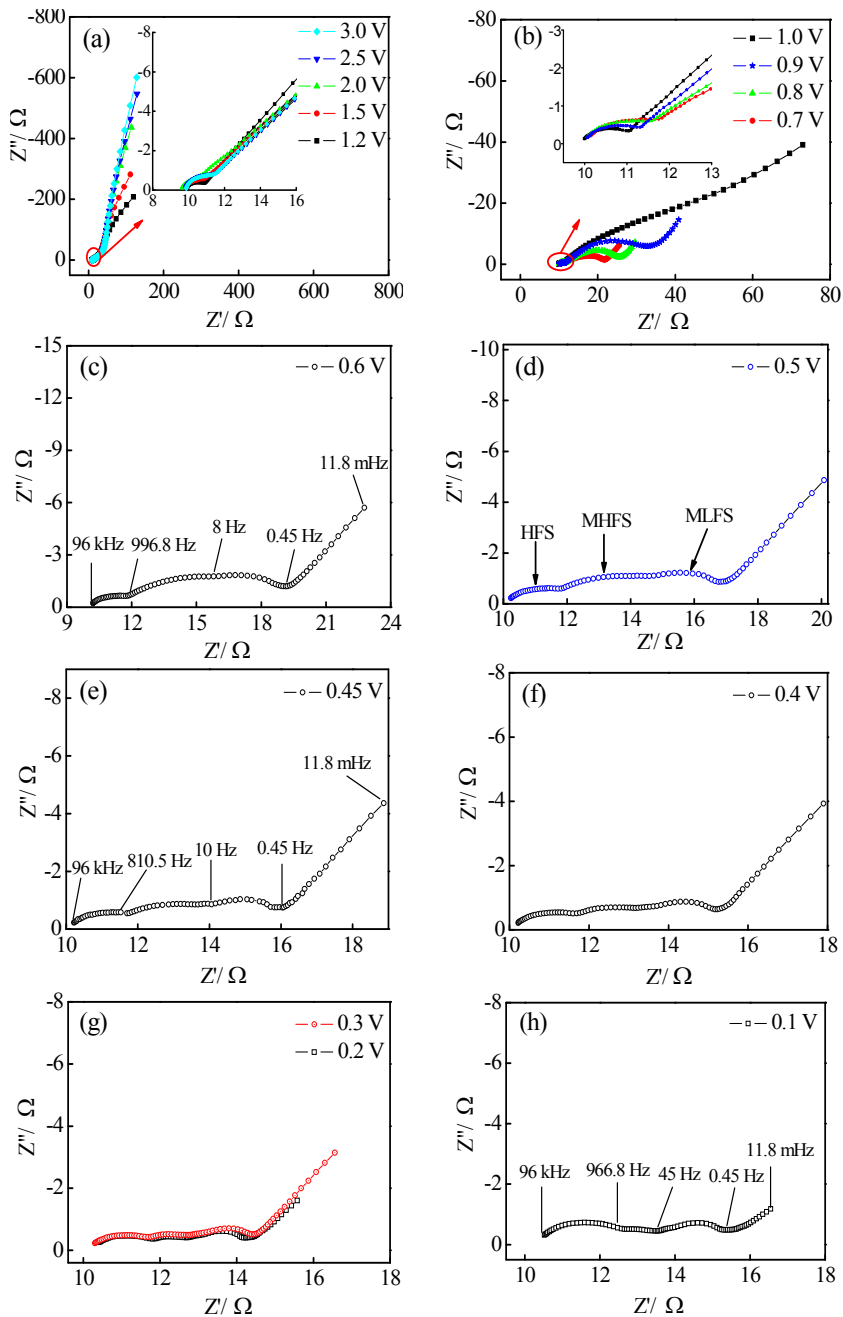 (a)
3.0 V
2.5 V
2.0 V
1.5 V
1.2 V
-800
-600
-400
-200
0
0 200 400 600 800
Z''/ Ω
Z'/ Ω
-8
-6
-4
-2
0
8 10 12 14 16
(b)
1.0 V
0.9 V
0.8 V
0.7 V
-80
-60
-40
-20
0
0 20 40 60 80
Z''/ Ω
Z'/ Ω
-3
-2
-1
0
10 11 12 13
(c)
0.6 V
-15
-12
-9
-6
-3
0
9 12 15 18 21 24
Z''/ Ω
Z'/ Ω
96 kHz
996.8 Hz
8 Hz
0.45 Hz
11.8 mHz
(d)
0.5 V
-10
-8
-6
-4
-2
0
10 12 14 16 18 20
Z''/ Ω
Z'/ Ω
HFS
MHFS
MLFS
(e)
0.45 V
-8
-6
-4
-2
0
10 12 14 16 18
Z''/ Ω
Z'/ Ω
96 kHz
810.5 Hz
10 Hz
0.45 Hz
11.8 mHz
(f)
0.4 V
-8
-6
-4
-2
0
10 12 14 16 18
Z''/ Ω
Z'/ Ω
(g)
0.3 V
0.2 V
-8
-6
-4
-2
0
10 12 14 16 18
Z''/ Ω
Z'/ Ω
(h)
0.1 V
-8
-6
-4
-2
0
10 12 14 16 18
Z''/ Ω
Z'/ Ω
96 kHz
966.8 Hz
45 Hz
0.45 Hz
11.8 mHz